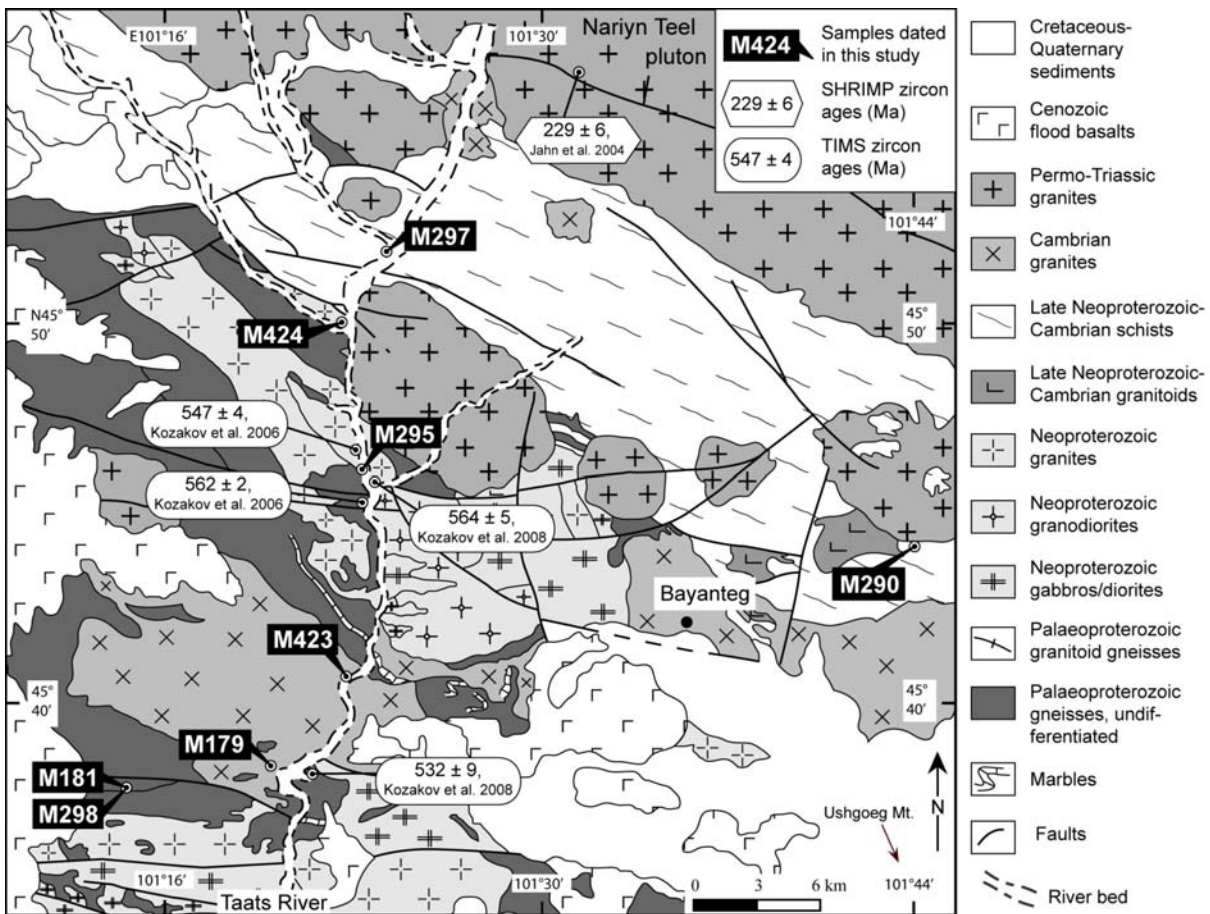 E101°16′
101°30′
Nariyn Teel
pluton
M424
Samples dated
in this study
229 ± 6
SHRIMP zircon
ages (Ma)
547 ± 4
TIMS zircon
ages (Ma)
229 ± 6,
Jahn et al. 2004
101°44′
M297
N45°
50′
45°
50′
M424
547 ± 4,
Kozakov et al. 2006
M295
562 ± 2,
Kozakov et al. 2006
564 ± 5,
Kozakov et al. 2008
M290
Bayanteg
M423
45°
40′
45°
40′
M179
M181
M298
532 ± 9,
Kozakov et al. 2008
Ushgoeg Mt.
N
101°16′
Taats River
101°30′
0 3 6 km
101°44′
Cretaceous-
Quaternary
sediments
Cenozoic
flood basalts
Permo-Triassic
granites
Cambrian
granites
Late Neoproterozoic-
Cambrian schists
Late Neoproterozoic-
Cambrian granitoids
Neoproterozoic
granites
Neoproterozoic
granodiorites
Neoproterozoic
gabbros/diorites
Palaeoproterozoic
granitoid gneisses
Palaeoproterozoic
gneisses, undif-
ferentiated
Marbles
Faults
River bed